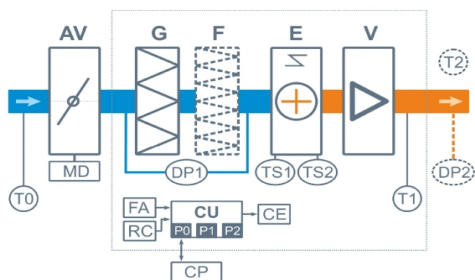 AV G F E V
T2
MD DP1 TS1 TS2
T0 T1 DP2
FA CU CE
RC P0 P1 P2
CP